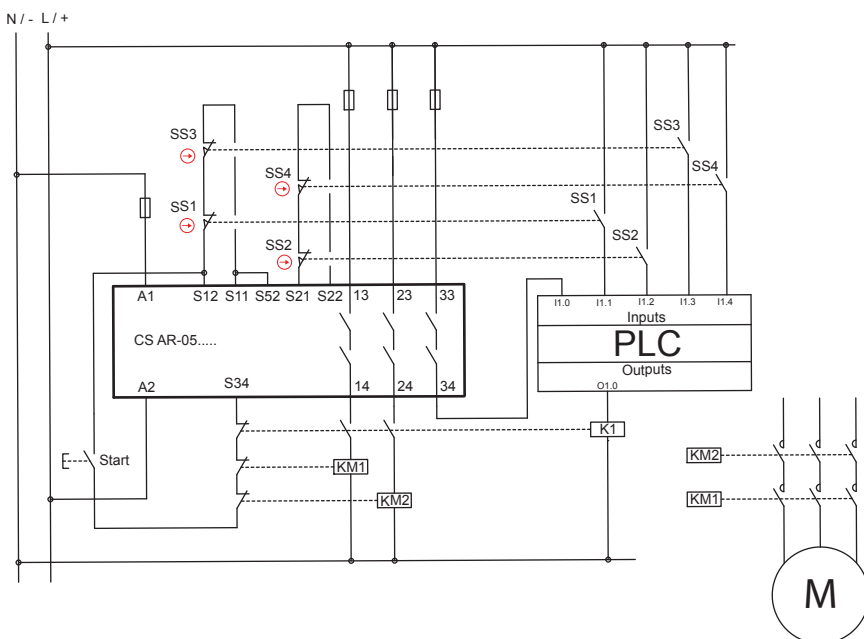 N / - L / +
SS3
SS4
SS1
SS2
SS3
SS4
SS1
SS2
A1 S12 S11 S52 S21 S22 13 23 33
CS AR-05.....
A2 S34 14 24 34
I1.0 I1.1 I1.2 I1.3 I1.4
Inputs
PLC
Outputs
O1.0
K1
Start
KM1
KM2
KM2
KM1
M